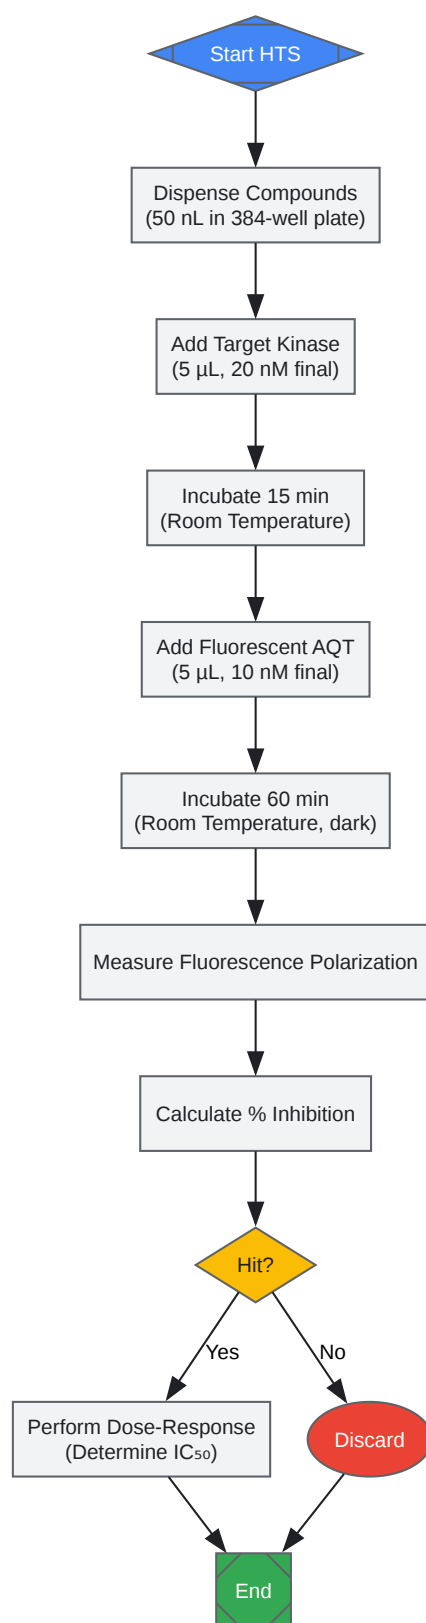 Start HTS
Dispense Compounds
(50 nL in 384-well plate)
Add Target Kinase
(5 µL, 20 nM final)
Incubate 15 min
(Room Temperature)
Add Fluorescent AQT
(5 µL, 10 nM final)
Incubate 60 min
(Room Temperature, dark)
Measure Fluorescence Polarization
Calculate % Inhibition
Hit?
Yes
No
Perform Dose-Response
(Determine IC₅₀)
Discard
End